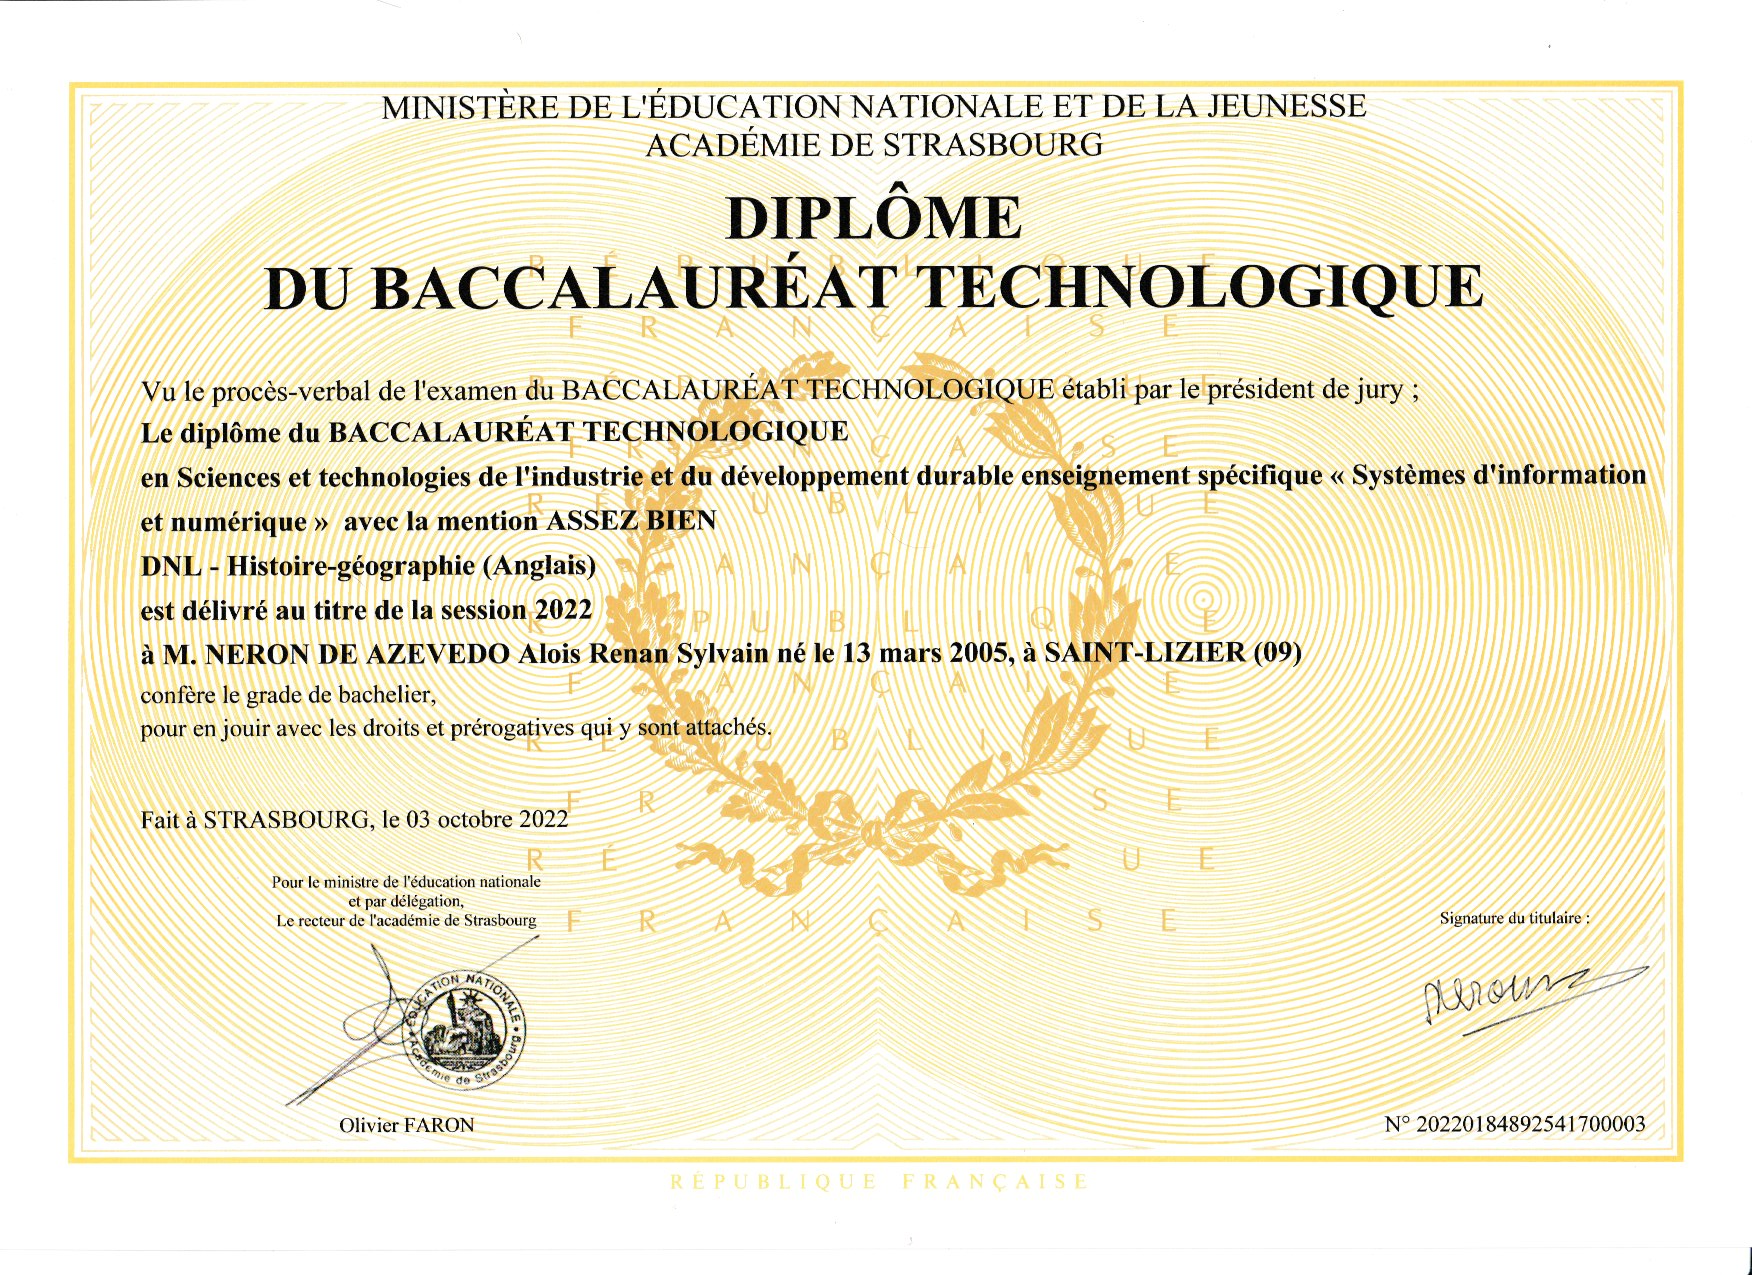 MINISTÈRE DE L'ÉDUCATION NATIONALE ET DE LA JEUNESSE
ACADÉMIE DE STRASBOURG
DIPLÔME
DU BACCALAURÉAT TECHNOLOGIQUE
Vu le procès-verbal de l'examen du BACCALAURÉAT TECHNOLOGIQUE établi par le président de jury ;
Le diplôme du BACCALAURÉAT TECHNOLOGIQUE
en Sciences et technologies de l'industrie et du développement durable enseignement spécifique « Systèmes d'information
et numérique » avec la mention ASSEZ BIEN
DNL - Histoire-géographie (Anglais)
est délivré au titre de la session 2022
à M. NERON DE AZEVEDO Alois Renan Sylvain né le 13 mars 2005, à SAINT-LIZIER (09)
confère le grade de bachelier,
pour en jouir avec les droits et prérogatives qui y sont attachés.
Fait à STRASBOURG, le 03 octobre 2022
Pour le ministre de l'éducation nationale
et par délégation,
Le recteur de l'académie de Strasbourg
Signature du titulaire :
ÉDUCATION NATIONALE
Académie de Strasbourg
Olivier FARON
N° 20220184892541700003
RÉPUBLIQUE FRANÇAISE